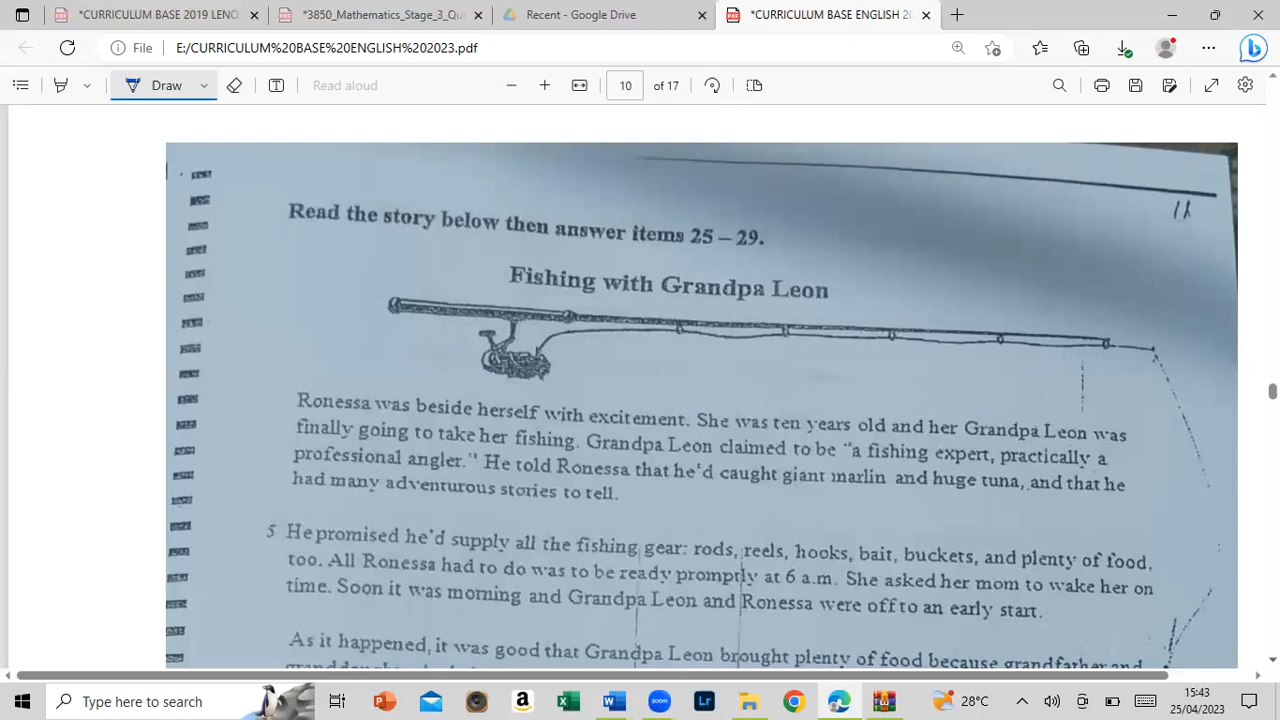 *CURRICULUM BASE 2019 LENG
*3850_Mathematics_Stage_3_Qu
Recent - Google Drive
*CURRICULUM BASE ENGLISH 20
File
E:/CURRICULUM%20BASE%20ENGLISH%202023.pdf
Draw
Read aloud
10
of 17
Read the story below then answer items 25 – 29.
Fishing with Grandpa Leon
Ronessa was beside herself with excitement. She was ten years old and her Grandpa Leon was
finally going to take her fishing. Grandpa Leon claimed to be "a fishing expert, practically a
professional angler." He told Ronessa that he'd caught giant marlin and huge tuna, and that he
had many adventurous stories to tell.
5 He promised he'd supply all the fishing gear: rods, reels, hooks, bait, buckets, and plenty of food,
too. All Ronessa had to do was to be ready promptly at 6 a.m. She asked her mom to wake her on
time. Soon it was morning and Grandpa Leon and Ronessa were off to an early start.
As it happened, it was good that Grandpa Leon brought plenty of food because grandfather and
Type here to search
zoom
Lr
28°C
15:43
25/04/2023